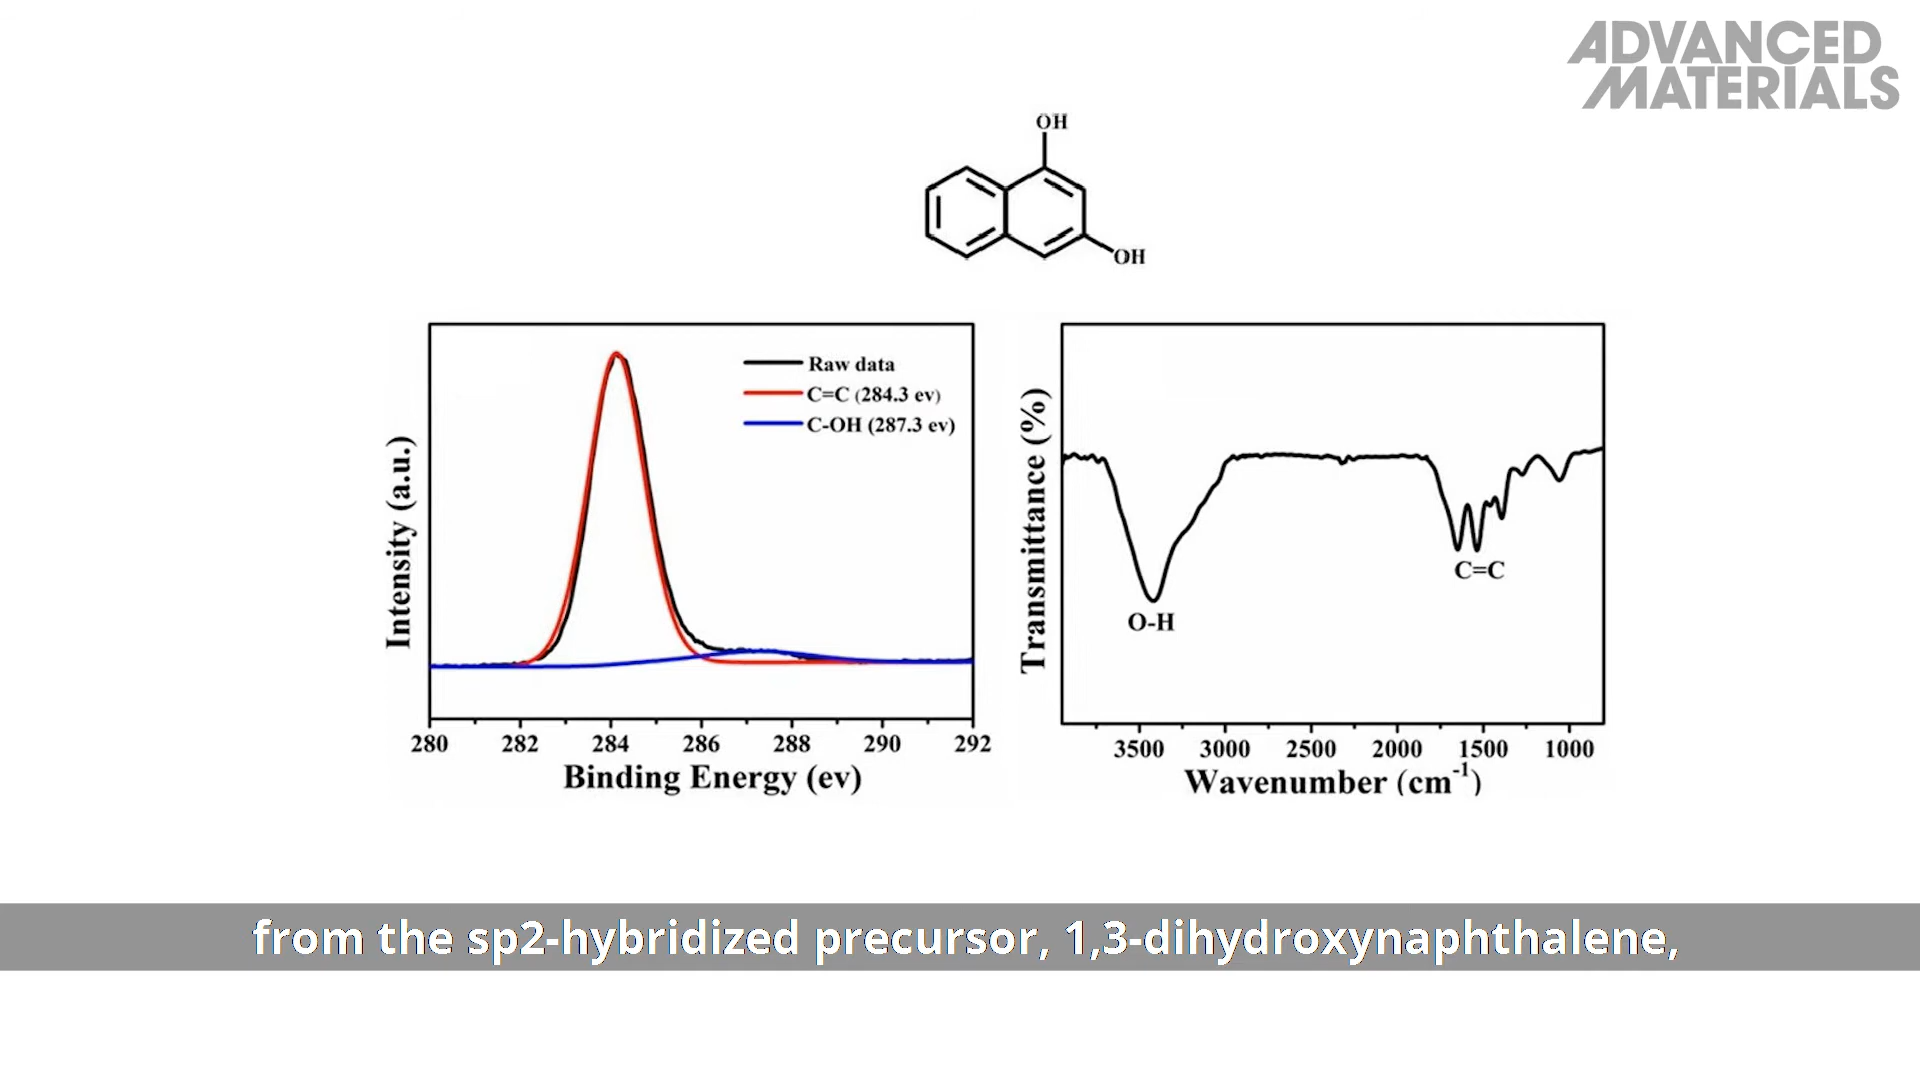 ADVANCED
MATERIALS
OH
OH
Raw data
C=C (284.3 ev)
C-OH (287.3 ev)
Intensity (a.u.)
280 282 284 286 288 290 292
Binding Energy (ev)
Transmittance (%)
O-H
C=C
3500 3000 2500 2000 1500 1000
Wavenumber (cm⁻¹)
from the sp2-hybridized precursor, 1,3-dihydroxynaphthalene,